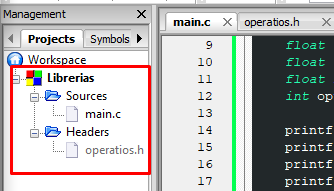 Management
Projects
Symbols
Workspace
Librerias
Sources
main.c
Headers
operatios.h
main.c
operatios.h
9 float
10 float
11 float
12 int op
13
14 printf
15 printf
16 printf
17 printf